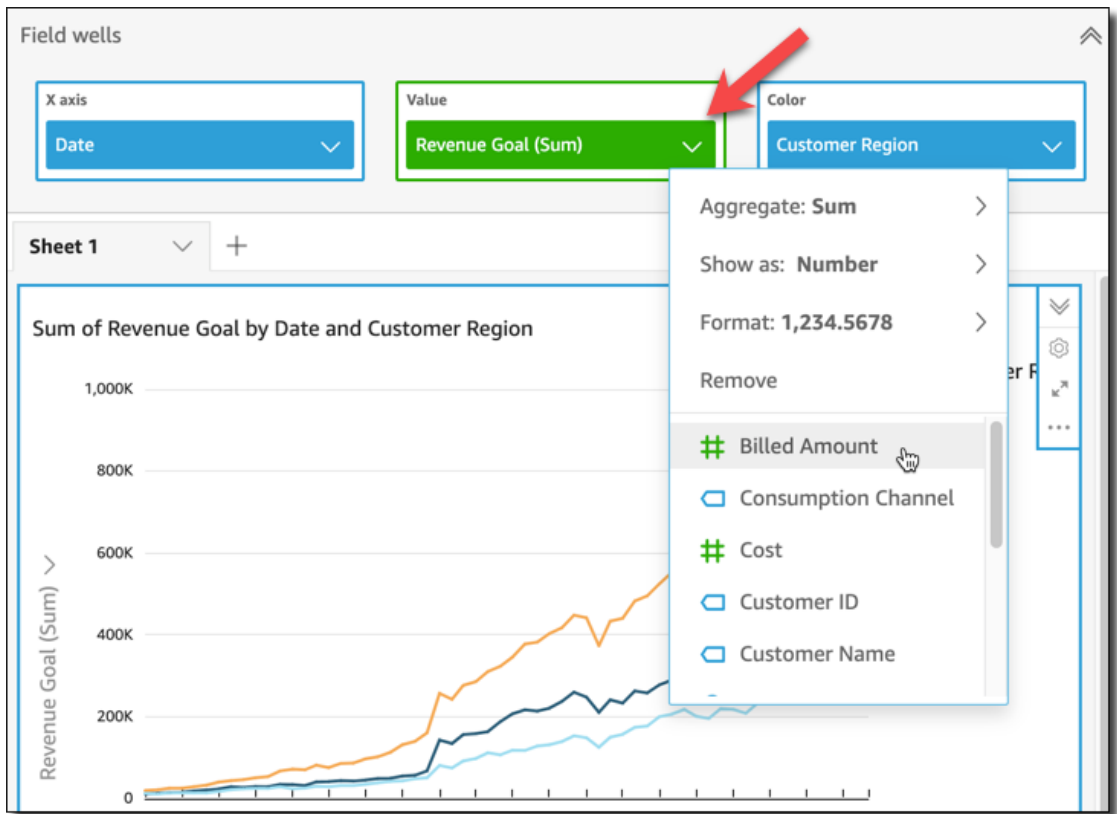 Field wells
X axis
Value
Color
Date
Revenue Goal (Sum)
Customer Region
Aggregate: Sum
Show as: Number
Format: 1,234.5678
Remove
Billed Amount
Consumption Channel
Cost
Customer ID
Customer Name
Sheet 1
Sum of Revenue Goal by Date and Customer Region
1,000K
800K
600K
400K
200K
0
Revenue Goal (Sum)